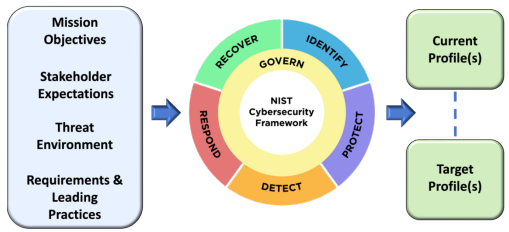 Mission
Objectives
Stakeholder
Expectations
Threat
Environment
Requirements &
Leading
Practices
RECOVER
IDENTIFY
GOVERN
NIST
Cybersecurity
Framework
RESPOND
PROTECT
DETECT
Current
Profile(s)
Target
Profile(s)